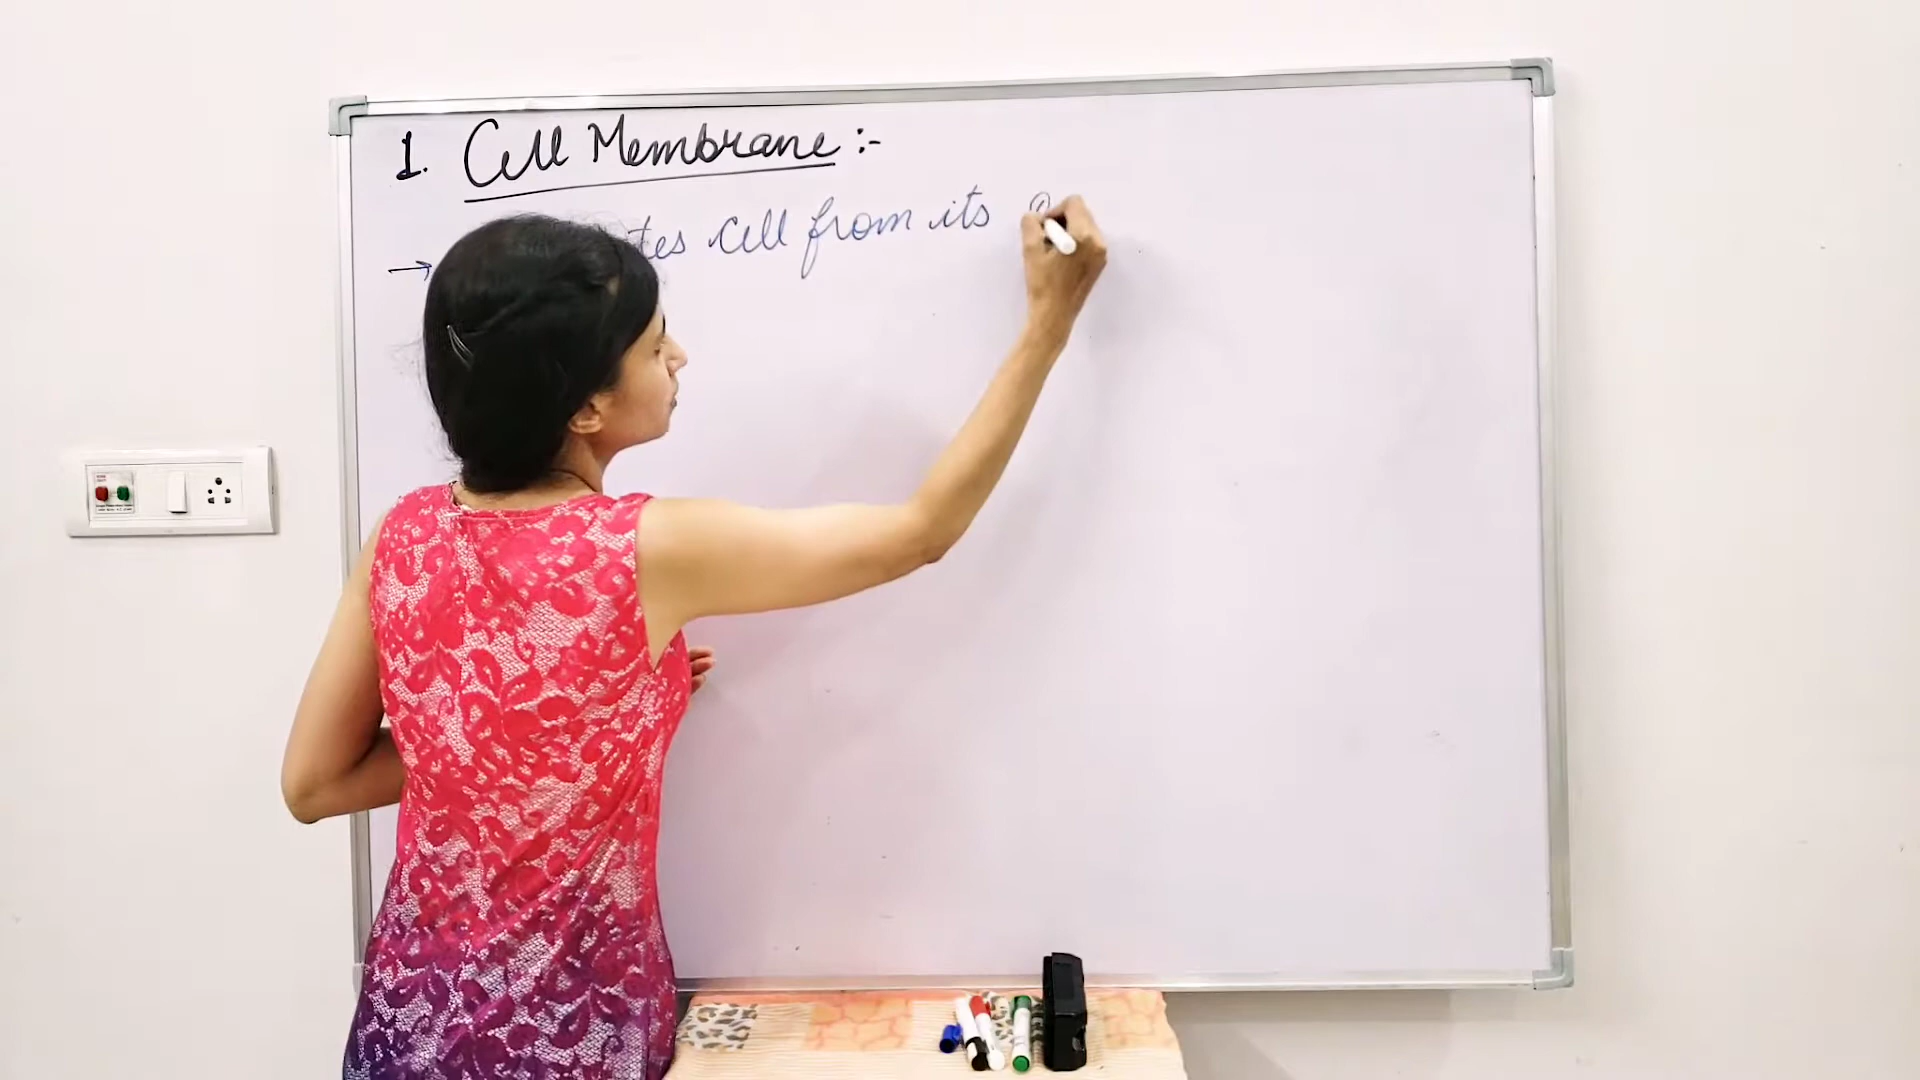 1. Cell Membrane :-
→ tes cell from its